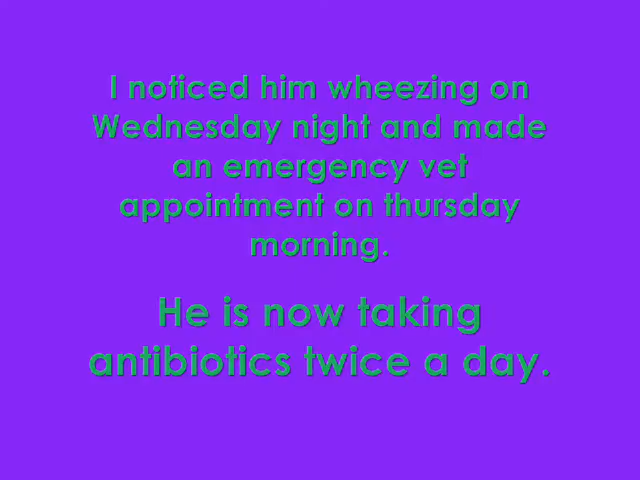 I noticed him wheezing on
Wednesday night and made
an emergency vet
appointment on thursday
morning.
He is now taking
antibiotics twice a day.